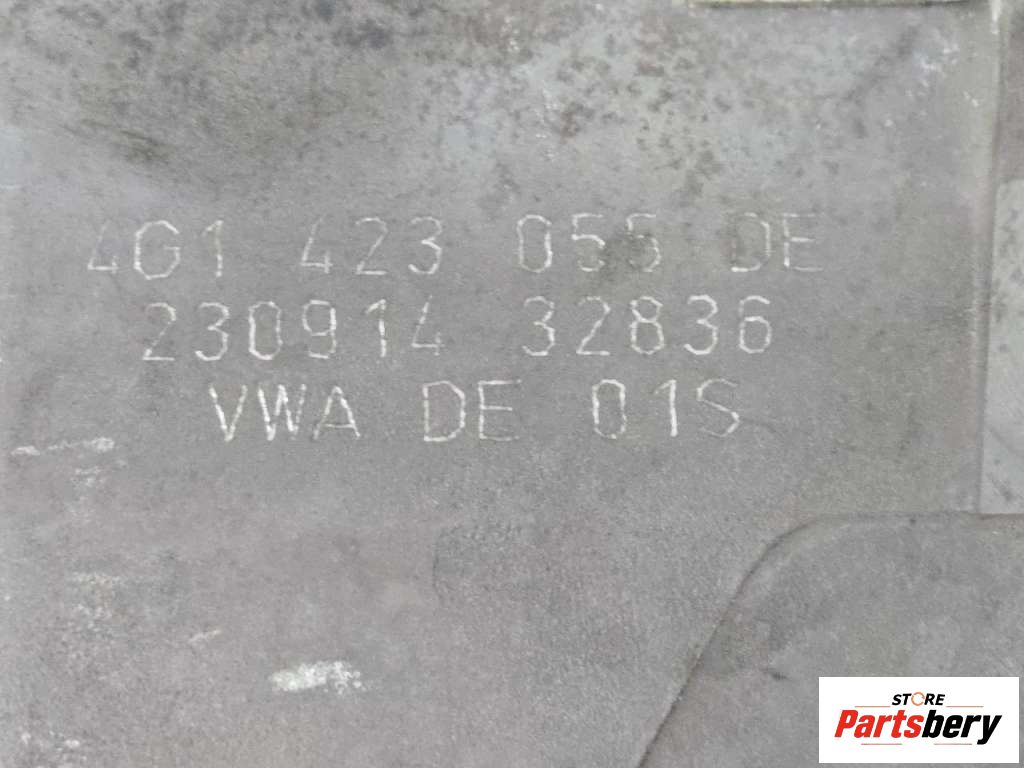 4G1 423 055 DE
230914 32836
VWA DE 01S
STORE
Partsbery